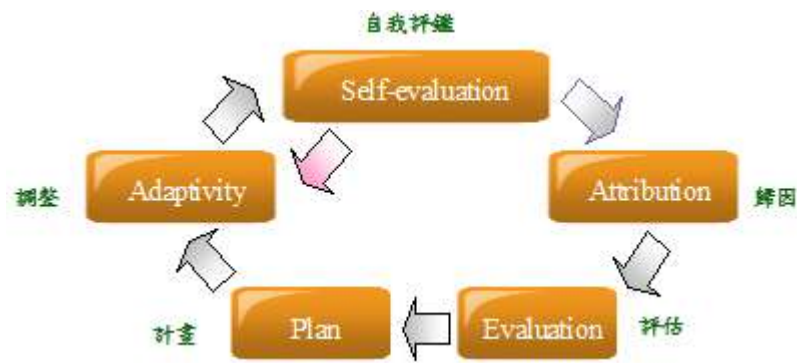 自我評鑑
Self-evaluation
調整
Adaptivity
Attribution
歸因
計畫
Plan
Evaluation
評估